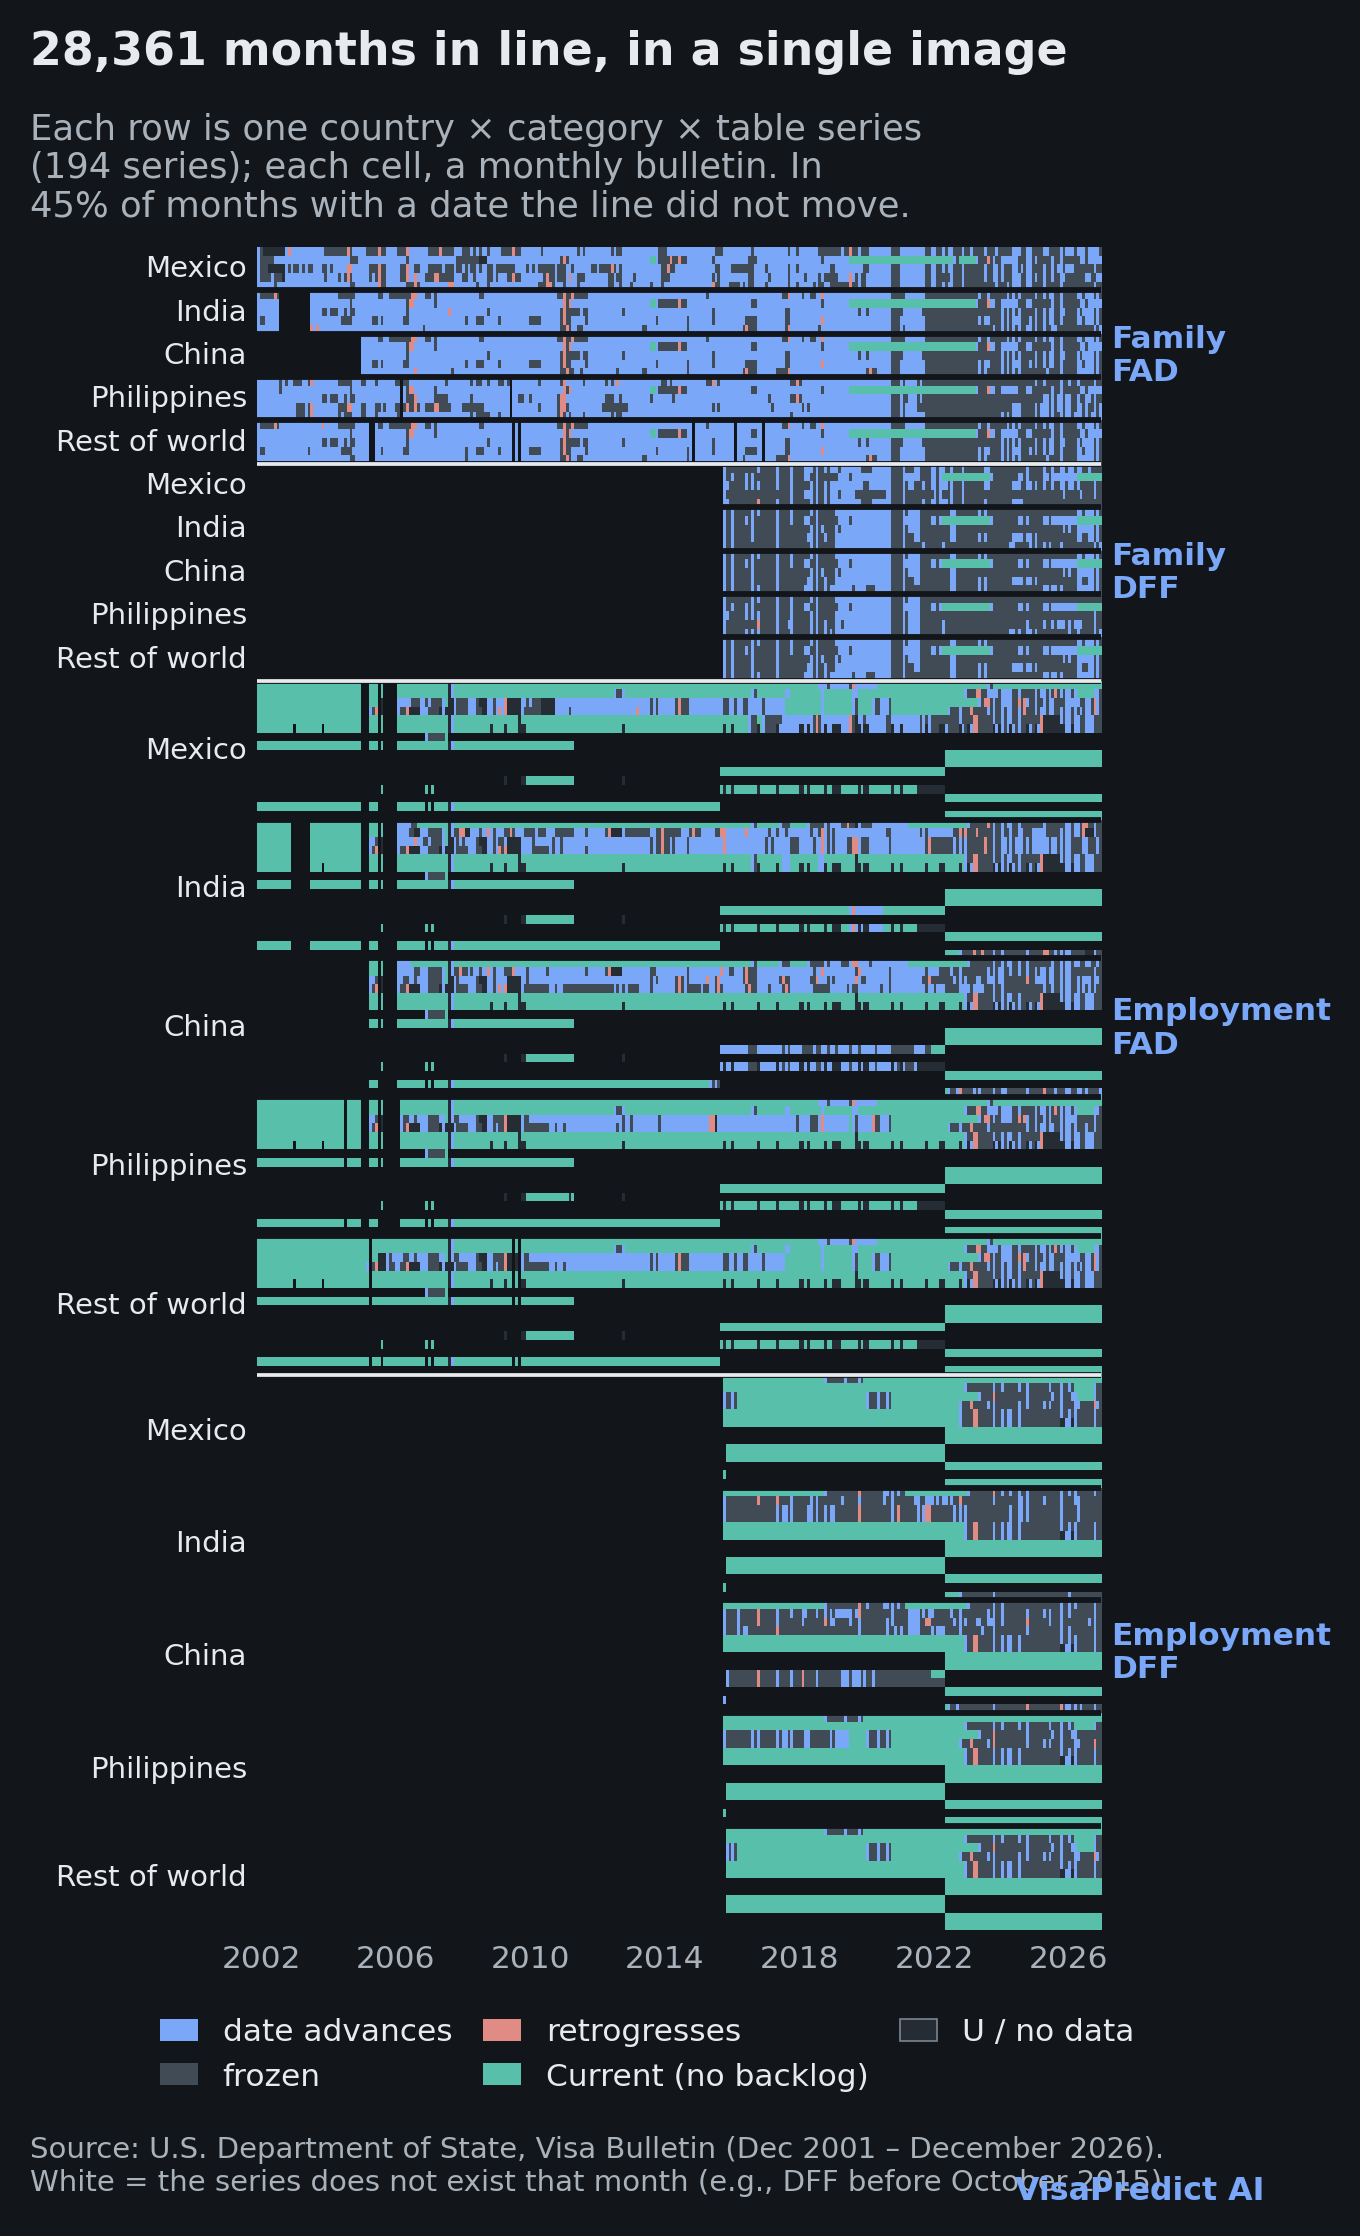 28,361 months in line, in a single image
Each row is one country × category × table series
(194 series); each cell, a monthly bulletin. In
45% of months with a date the line did not move.
Mexico
India
China
Philippines
Rest of world
Family
FAD
Mexico
India
China
Philippines
Rest of world
Family
DFF
Mexico
India
China
Philippines
Rest of world
Employment
FAD
Mexico
India
China
Philippines
Rest of world
Employment
DFF
2002 2006 2010 2014 2018 2022 2026
date advances retrogresses U / no data
frozen Current (no backlog)
Source: U.S. Department of State, Visa Bulletin (Dec 2001 – December 2026).
White = the series does not exist that month (e.g., DFF before October 2015).
VisaPredict AI